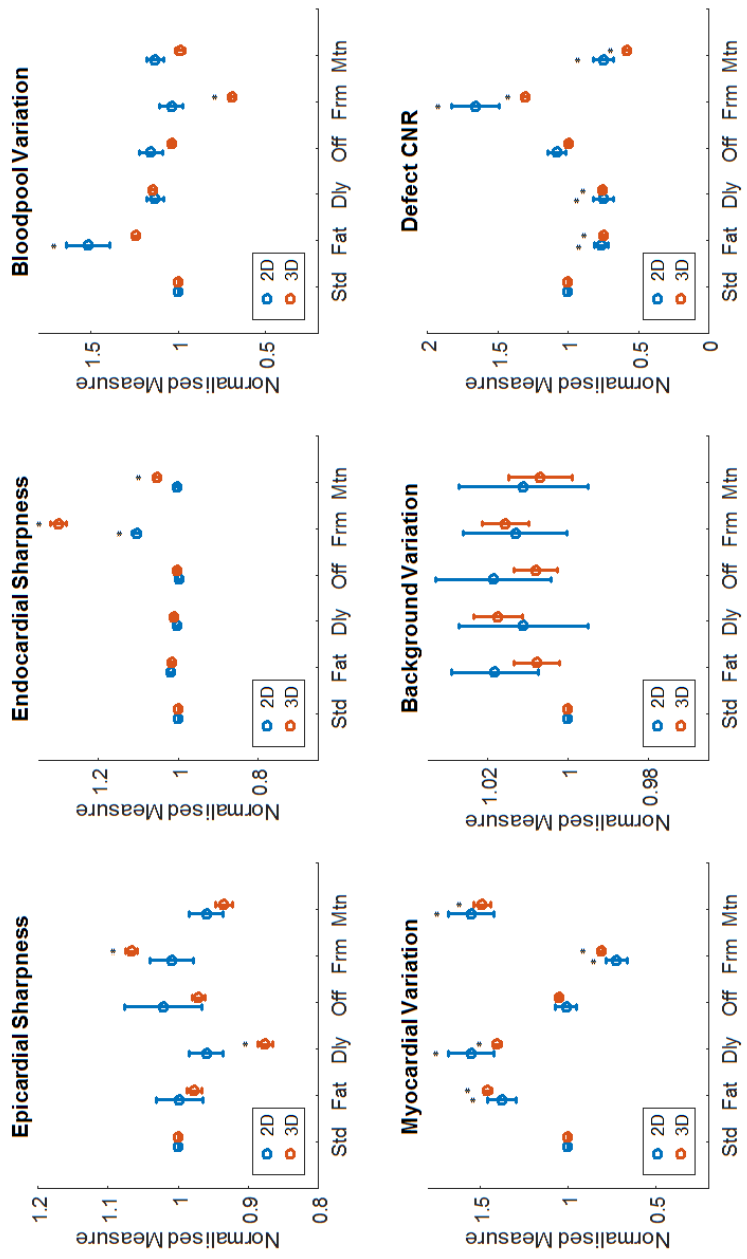 Epicardial Sharpness
Normalised Measure
1.2
1.1
1
0.9
0.8
2D
3D
Std Fat Dly Off Frm Mtn
Endocardial Sharpness
Normalised Measure
1.2
1
0.8
2D
3D
Std Fat Dly Off Frm Mtn
Bloodpool Variation
Normalised Measure
1.5
1
0.5
2D
3D
Std Fat Dly Off Frm Mtn
Myocardial Variation
Normalised Measure
1.5
1
0.5
2D
3D
Std Fat Dly Off Frm Mtn
Background Variation
Normalised Measure
1.02
1
0.98
2D
3D
Std Fat Dly Off Frm Mtn
Defect CNR
Normalised Measure
2
1
0
2D
3D
Std Fat Dly Off Frm Mtn